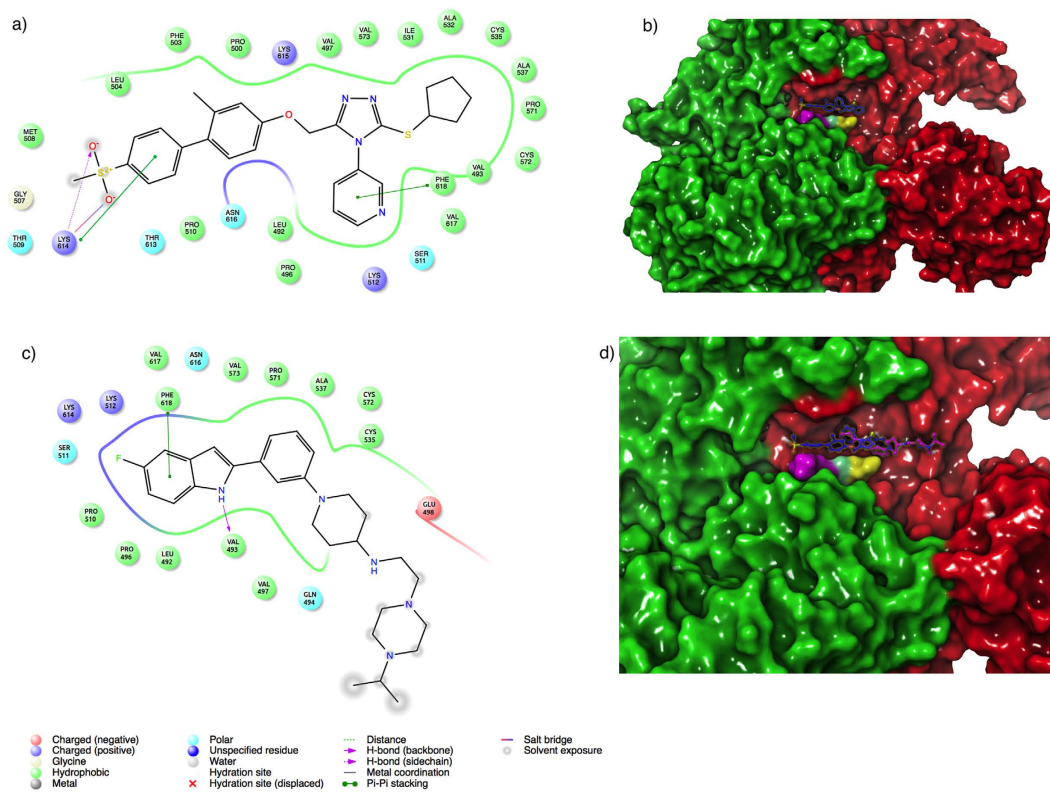 a)
PHE 503
PRO 500
LYS 615
VAL 497
VAL 573
ILE 531
ALA 532
CYS 535
LEU 504
ALA 537
PRO 571
CYS 572
MET 508
GLY 507
THR 509
LYS 614
THR 613
PRO 510
ASN 616
LEU 492
PRO 496
LYS 512
SER 511
VAL 617
PHE 618
VAL 493
O-
S2+
O-
O
N
N
N
S
N
b)
c)
VAL 617
ASN 616
VAL 573
PRO 571
ALA 537
CYS 572
CYS 535
LYS 614
LYS 512
PHE 618
SER 511
GLU 498
PRO 510
PRO 496
LEU 492
VAL 493
VAL 497
GLN 494
F
N
H
N
N
H
N
N
d)
Charged (negative)
Charged (positive)
Glycine
Hydrophobic
Metal
Polar
Unspecified residue
Water
Hydration site
Hydration site (displaced)
Distance
H-bond (backbone)
H-bond (sidechain)
Metal coordination
Pi-Pi stacking
Salt bridge
Solvent exposure